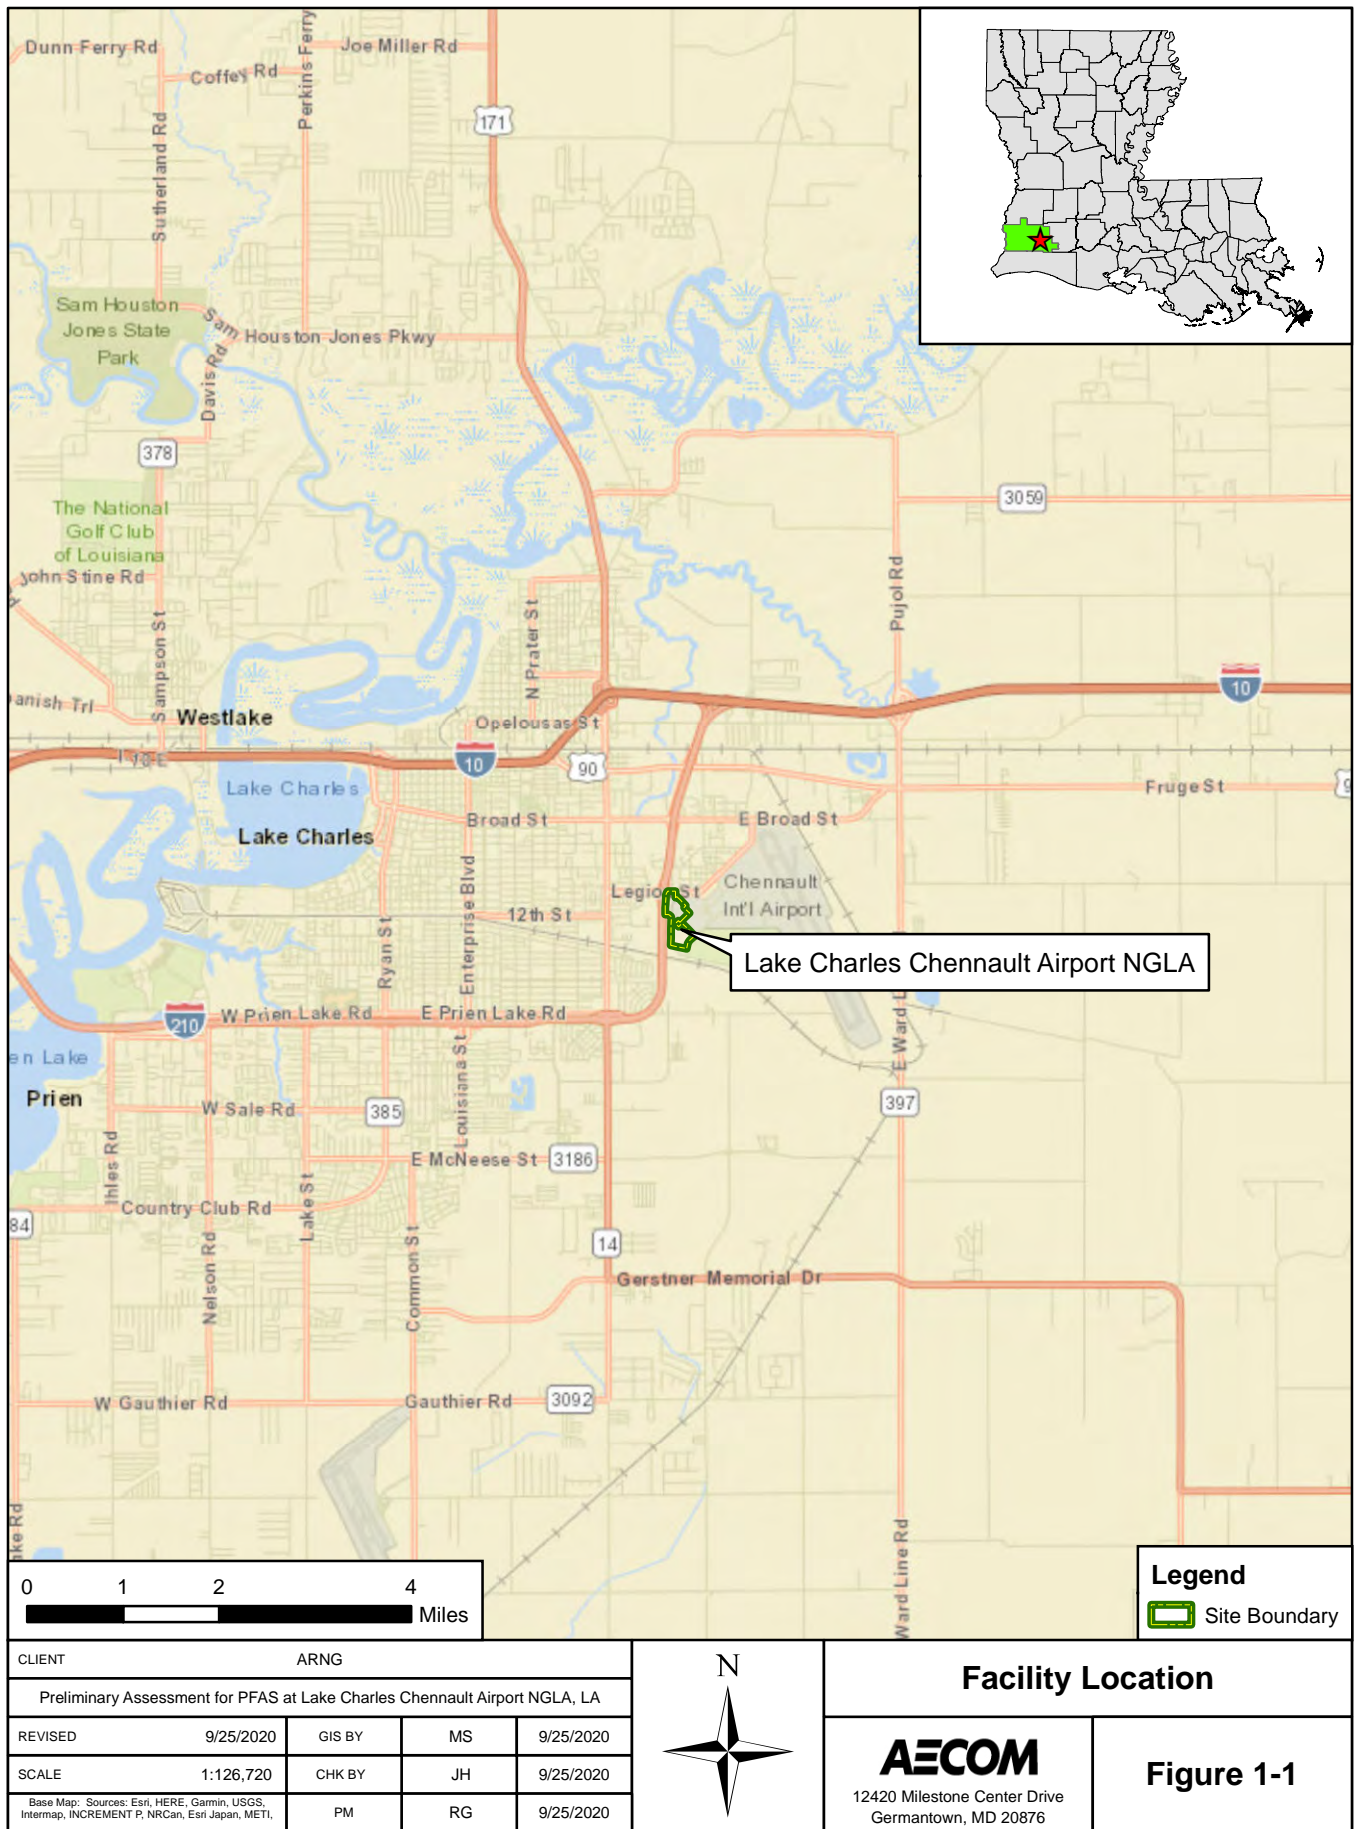 Dunn Ferry Rd
Joe Miller Rd
Coffey Rd
Perkins Ferry
171
Sutherland Rd
Sam Houston
Jones State
Park
Sam Houston Jones Pkwy
Davis Rd
378
The National
Golf Club
of Louisiana
John Stine Rd
3059
Pujol Rd
N Prater St
Sampson St
anish Trl
Westlake
Opelousas St
10
I 10 E
10
90
Lake Charles
Fruge St
9
Lake Charles
Broad St
E Broad St
Enterprise Blvd
Legion St
Chennault
Int'l Airport
12th St
Ryan St
Lake Charles Chennault Airport NGLA
210
W Prien Lake Rd
E Prien Lake Rd
E Ward L
en Lake
Prien
Louisiana St
W Sale Rd
385
397
Ihles Rd
E McNeese St
3186
Lake St
Country Club Rd
84
Nelson Rd
Common St
14
Gerstner Memorial Dr
W Gauthier Rd
Gauthier Rd
3092
ake Rd
Ward Line Rd
0 1 2 4
Miles
Legend
Site Boundary
CLIENT ARNG
Preliminary Assessment for PFAS at Lake Charles Chennault Airport NGLA, LA
REVISED 9/25/2020 GIS BY MS 9/25/2020
SCALE 1:126,720 CHK BY JH 9/25/2020
Base Map: Sources: Esri, HERE, Garmin, USGS,
Intermap, INCREMENT P, NRCan, Esri Japan, METI,
PM RG 9/25/2020
N
Facility Location
AECOM
12420 Milestone Center Drive
Germantown, MD 20876
Figure 1-1